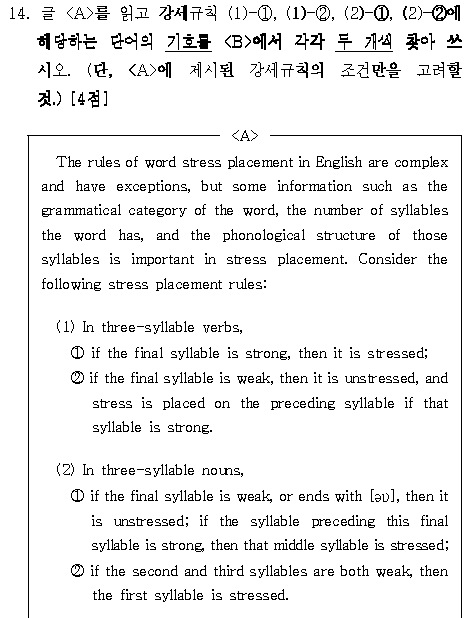 14. 글 <A>를 읽고 강세규칙 (1)-①, (1)-②, (2)-①, (2)-②에
해당하는 단어의 기호를 <B>에서 각각 두 개씩 찾아 쓰
시오. (단, <A>에 제시된 강세규칙의 조건만을 고려할
것.) [4점]
<A>
The rules of word stress placement in English are complex
and have exceptions, but some information such as the
grammatical category of the word, the number of syllables
the word has, and the phonological structure of those
syllables is important in stress placement. Consider the
following stress placement rules:
(1) In three-syllable verbs,
① if the final syllable is strong, then it is stressed;
② if the final syllable is weak, then it is unstressed, and
stress is placed on the preceding syllable if that
syllable is strong.
(2) In three-syllable nouns,
① if the final syllable is weak, or ends with [əʊ], then it
is unstressed; if the syllable preceding this final
syllable is strong, then that middle syllable is stressed;
② if the second and third syllables are both weak, then
the first syllable is stressed.